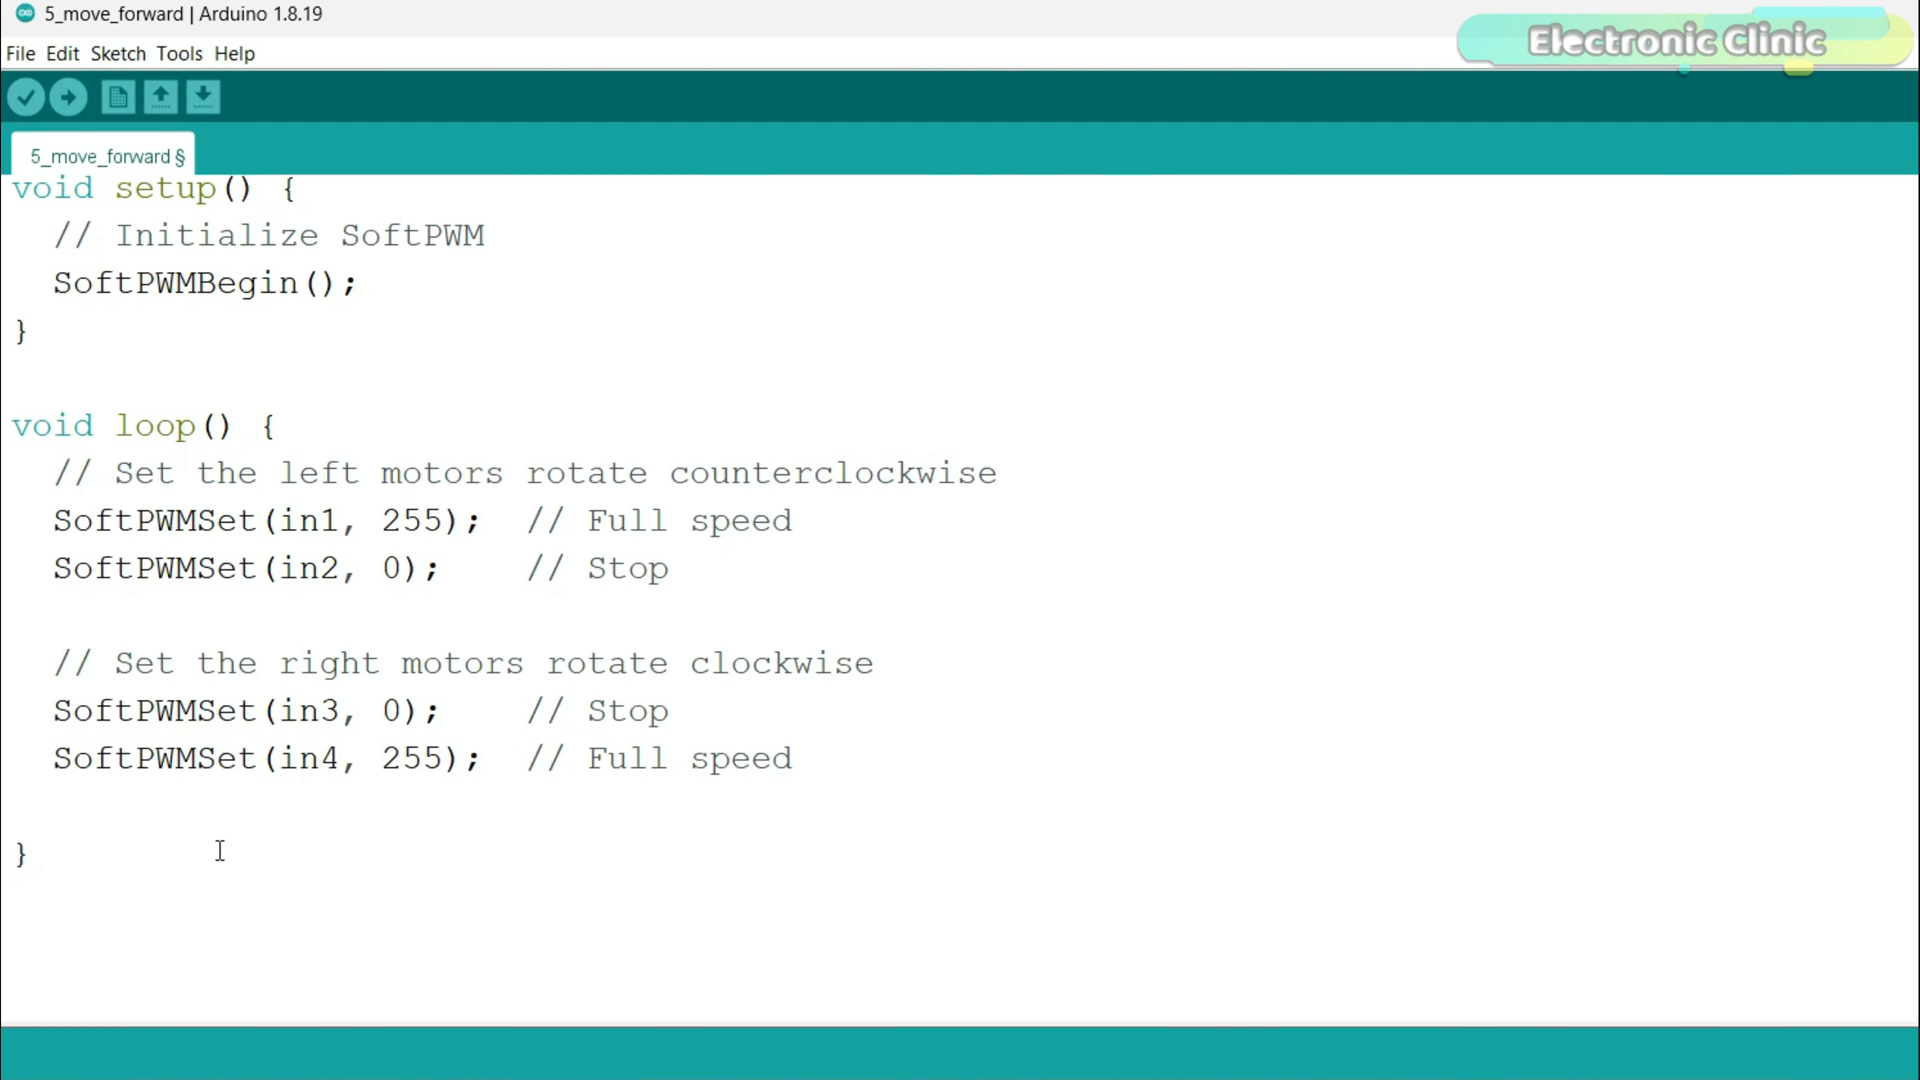 5_move_forward | Arduino 1.8.19
Electronic Clinic
File Edit Sketch Tools Help
5_move_forward §
void setup() {
  // Initialize SoftPWM
  SoftPWMBegin();
}

void loop() {
  // Set the left motors rotate counterclockwise
  SoftPWMSet(in1, 255);  // Full speed
  SoftPWMSet(in2, 0);    // Stop

  // Set the right motors rotate clockwise
  SoftPWMSet(in3, 0);    // Stop
  SoftPWMSet(in4, 255);  // Full speed

}